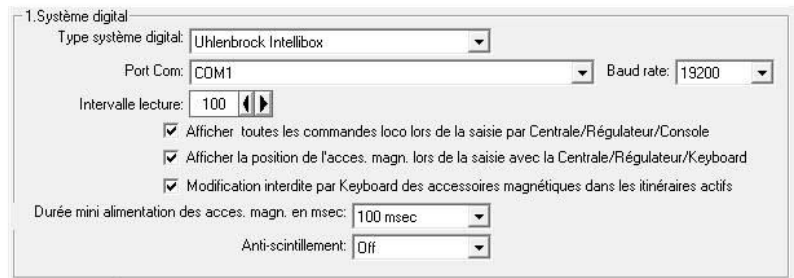 1.Système digital
Type système digital: Uhlenbrock Intellibox
Port Com: COM1 Baud rate: 19200
Intervalle lecture: 100
Afficher toutes les commandes loco lors de la saisie par Centrale/Régulateur/Console
Afficher la position de l'acces. magn. lors de la saisie avec la Centrale/Régulateur/Keyboard
Modification interdite par Keyboard des accessoires magnétiques dans les itinéraires actifs
Durée mini alimentation des acces. magn. en msec: 100 msec
Anti-scintillement: Off